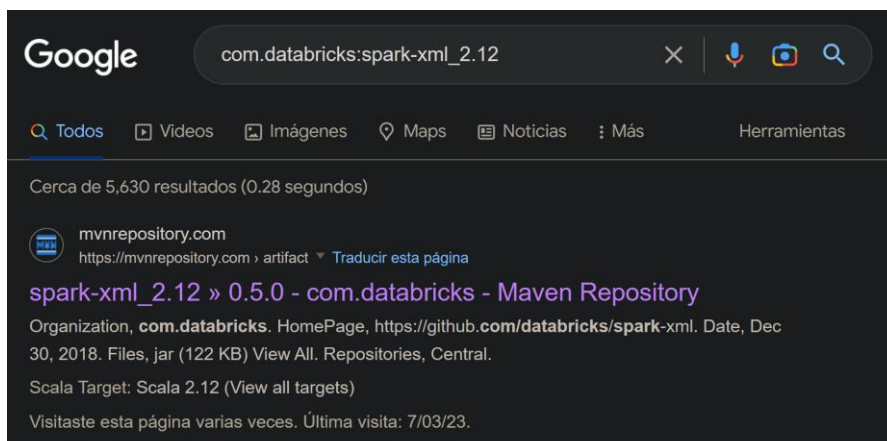 Google
com.databricks:spark-xml_2.12
Todos Videos Imágenes Maps Noticias Más Herramientas
Cerca de 5,630 resultados (0.28 segundos)
mvnrepository.com
https://mvnrepository.com › artifact Traducir esta página
spark-xml_2.12 » 0.5.0 - com.databricks - Maven Repository
Organization, com.databricks. HomePage, https://github.com/databricks/spark-xml. Date, Dec
30, 2018. Files, jar (122 KB) View All. Repositories, Central.
Scala Target: Scala 2.12 (View all targets)
Visitaste esta página varias veces. Última visita: 7/03/23.